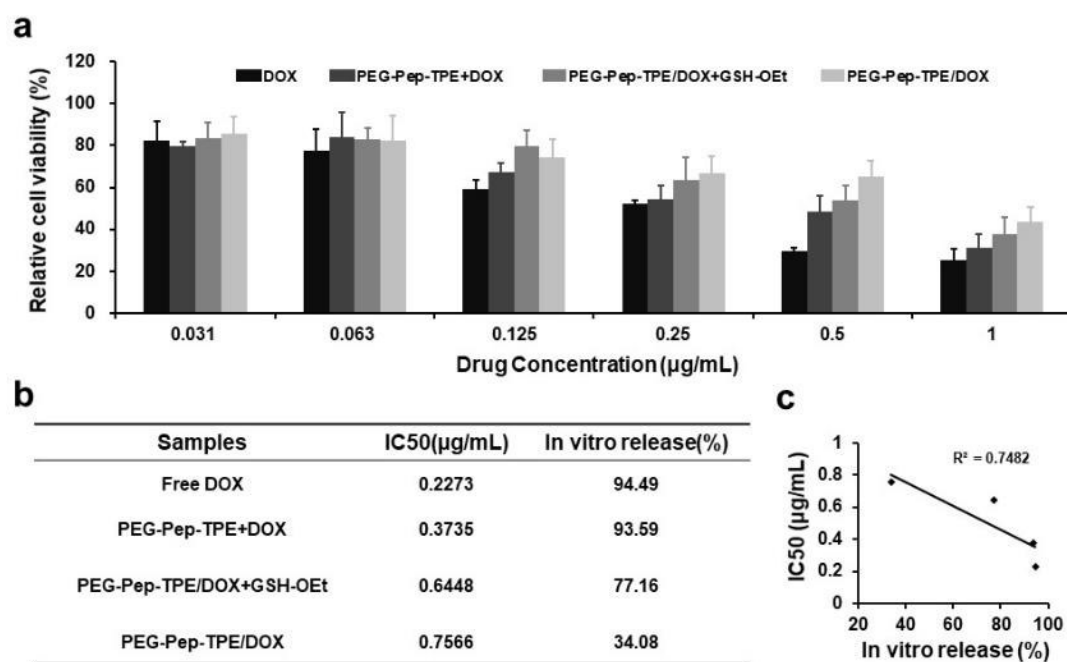 a
Relative cell viability (%)
120
100
80
60
40
20
0
DOX PEG-Pep-TPE+DOX PEG-Pep-TPE/DOX+GSH-OEt PEG-Pep-TPE/DOX
0.031 0.063 0.125 0.25 0.5 1
Drug Concentration (µg/mL)
b
Samples IC50(µg/mL) In vitro release(%)
Free DOX 0.2273 94.49
PEG-Pep-TPE+DOX 0.3735 93.59
PEG-Pep-TPE/DOX+GSH-OEt 0.6448 77.16
PEG-Pep-TPE/DOX 0.7566 34.08
c
IC50 (µg/mL)
1
0.8
0.6
0.4
0.2
0
R² = 0.7482
20 40 60 80 100
In vitro release (%)